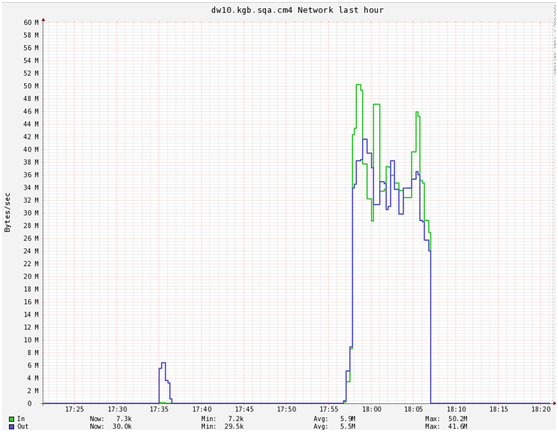 dw10.kgb.sqa.cm4 Network last hour
60 M
58 M
56 M
54 M
52 M
50 M
48 M
46 M
44 M
42 M
40 M
38 M
36 M
34 M
32 M
30 M
28 M
26 M
24 M
22 M
20 M
18 M
16 M
14 M
12 M
10 M
8 M
6 M
4 M
2 M
0
Bytes/sec
17:25 17:30 17:35 17:40 17:45 17:50 17:55 18:00 18:05 18:10 18:15 18:20
In Now: 7.3k Min: 7.2k Avg: 5.9M Max: 50.2M
Out Now: 30.0k Min: 29.5k Avg: 5.5M Max: 41.6M